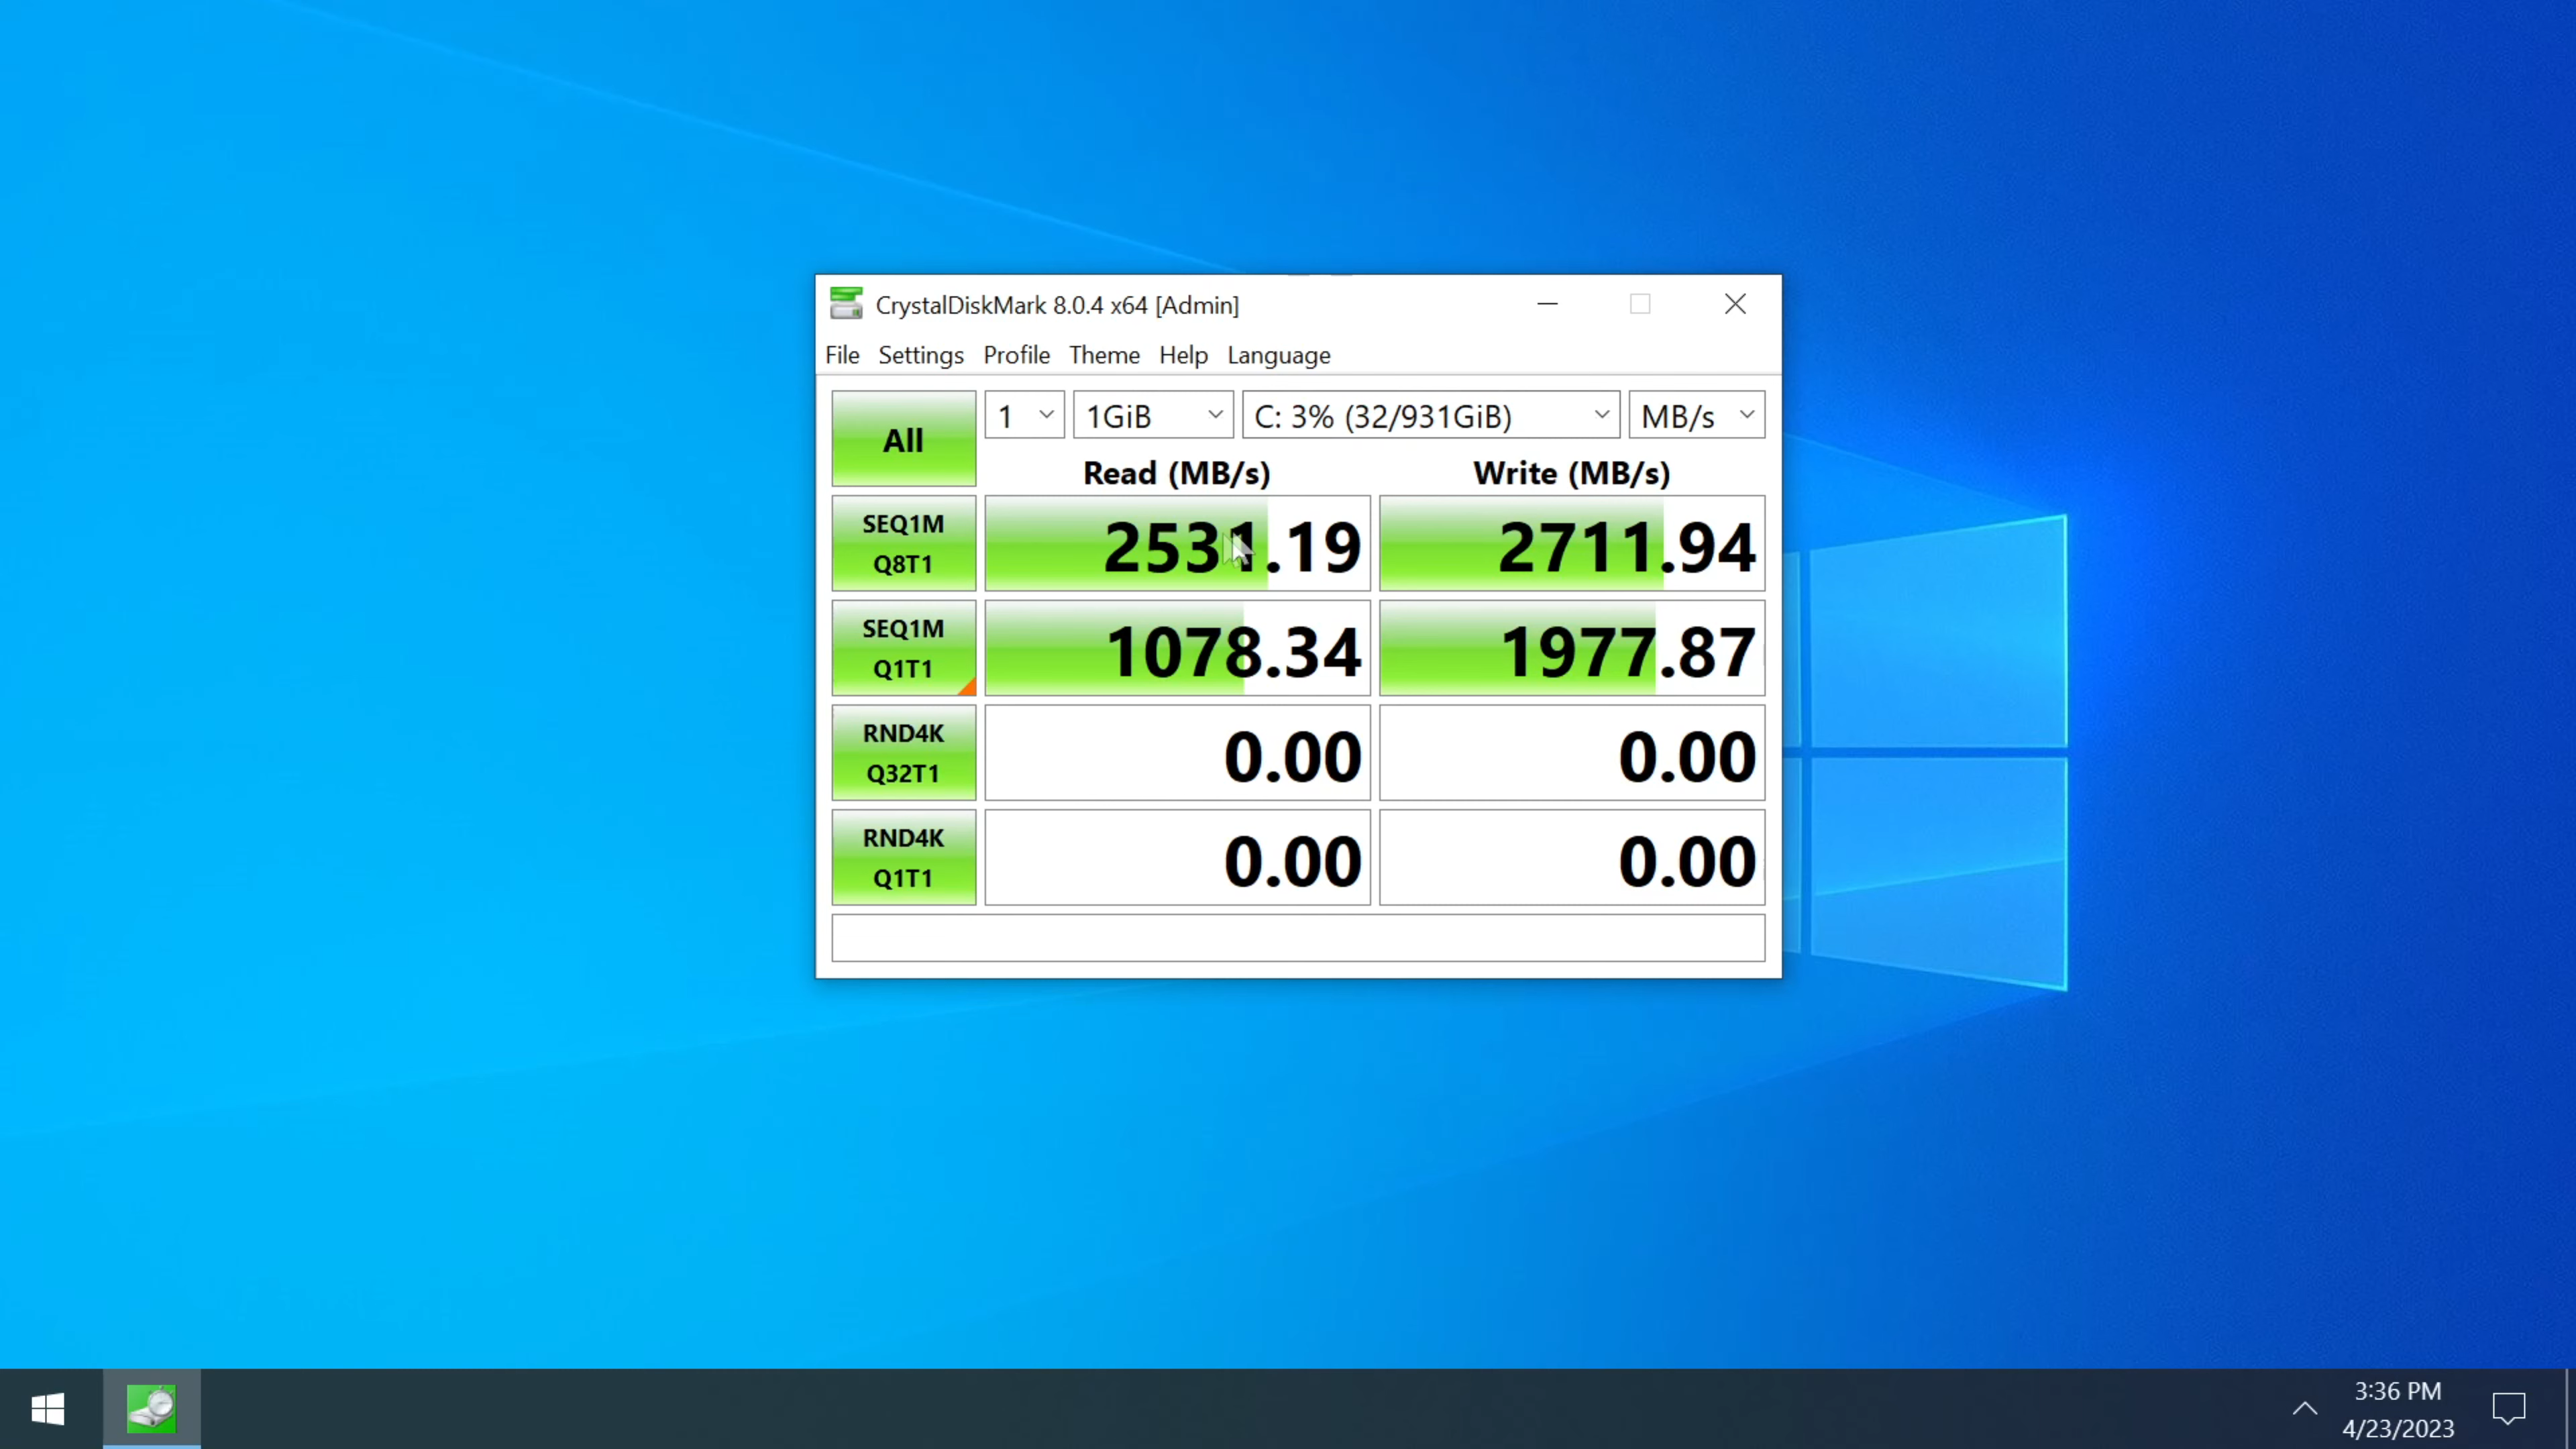 CrystalDiskMark 8.0.4 x64 [Admin]
File Settings Profile Theme Help Language
All
1
1GiB
C: 3% (32/931GiB)
MB/s
Read (MB/s)
Write (MB/s)
SEQ1M
Q8T1
2531.19
2711.94
SEQ1M
Q1T1
1078.34
1977.87
RND4K
Q32T1
0.00
0.00
RND4K
Q1T1
0.00
0.00
3:36 PM
4/23/2023